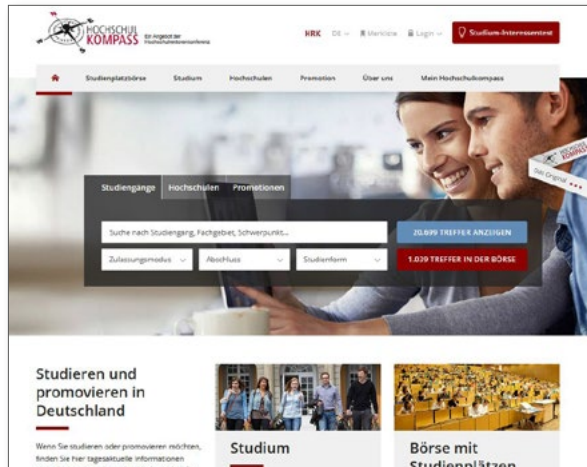 HOCHSCHUL
KOMPASS
Ein Angebot der
Hochschulrektorenkonferenz
HRK DE Merkliste Login Studium-Interessentest
Studienplatzbörse Studium Hochschulen Promotion Über uns Mein Hochschulkompass
HOCHSCHUL
KOMPASS
Das Original
Studiengänge Hochschulen Promotionen
Suche nach Studiengang, Fachgebiet, Schwerpunkt... 20.699 TREFFER ANZEIGEN
Zulassungsmodus Abschluss Studienform 1.039 TREFFER IN DER BÖRSE
Studieren und
promovieren in
Deutschland
Wenn Sie studieren oder promovieren möchten,
finden Sie hier tagesaktuelle Informationen
Studium
Börse mit
Studienplätzen